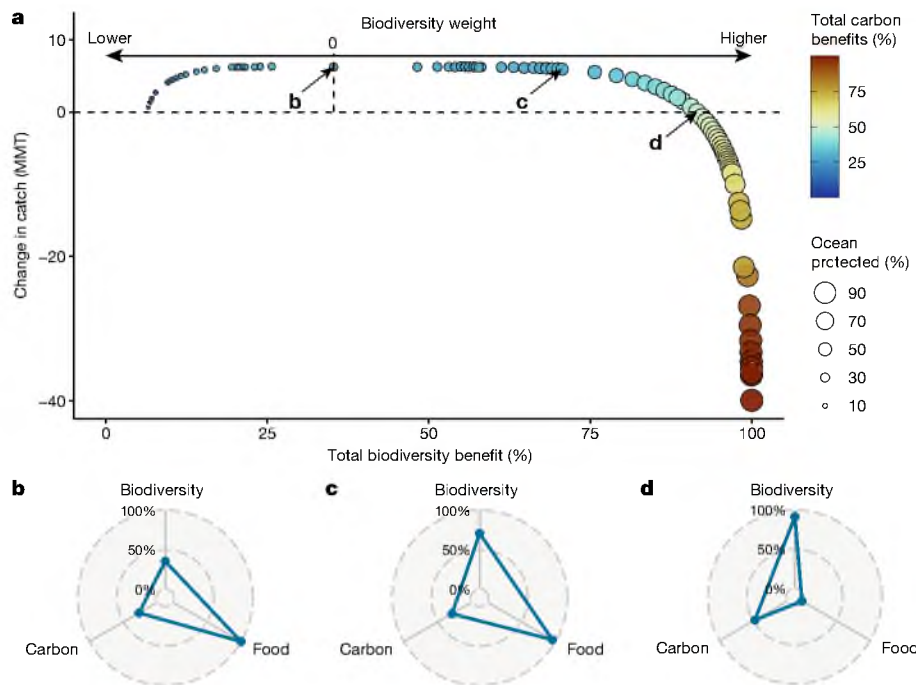 a
Biodiversity weight
Lower
0
Higher
Total carbon
benefits (%)
10
0
−20
−40
Change in catch (MMT)
b
c
d
75
50
25
Ocean
protected (%)
90
70
50
30
10
0
25
50
75
100
Total biodiversity benefit (%)
b
Biodiversity
100%
50%
0%
Carbon
Food
c
Biodiversity
100%
50%
0%
Carbon
Food
d
Biodiversity
100%
50%
0%
Carbon
Food